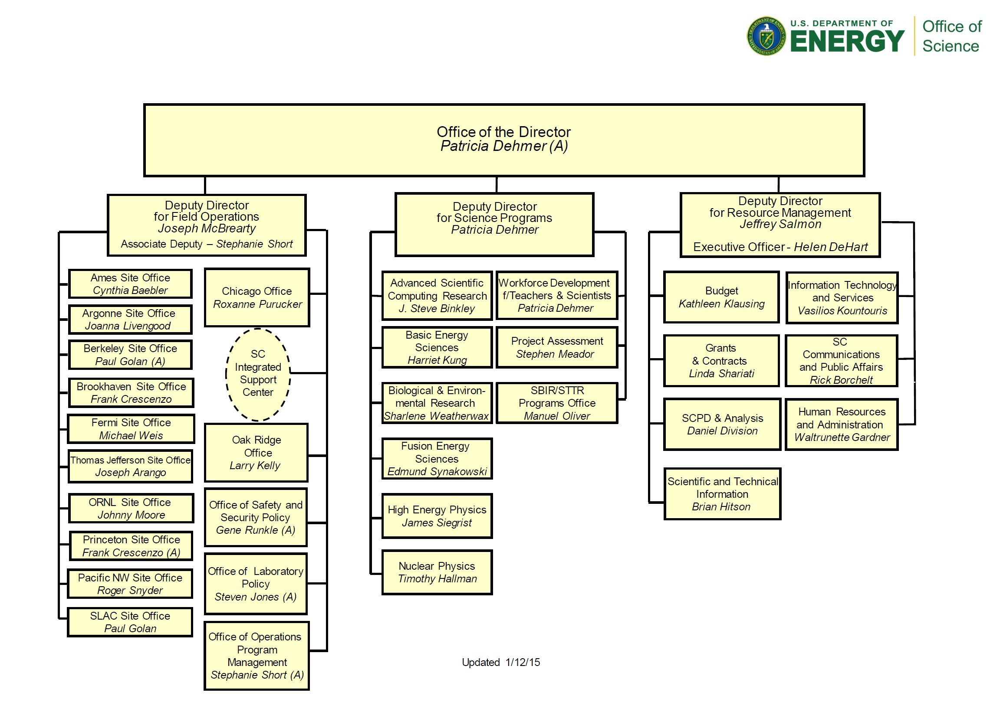 U.S. DEPARTMENT OF
ENERGY
Office of
Science
DEPARTMENT OF ENERGY
UNITED STATES OF AMERICA
Office of the Director
Patricia Dehmer (A)
Deputy Director
for Field Operations
Joseph McBrearty
Associate Deputy – Stephanie Short
Ames Site Office
Cynthia Baebler
Argonne Site Office
Joanna Livengood
Berkeley Site Office
Paul Golan (A)
Brookhaven Site Office
Frank Crescenzo
Fermi Site Office
Michael Weis
Thomas Jefferson Site Office
Joseph Arango
ORNL Site Office
Johnny Moore
Princeton Site Office
Frank Crescenzo (A)
Pacific NW Site Office
Roger Snyder
SLAC Site Office
Paul Golan
Chicago Office
Roxanne Purucker
SC
Integrated
Support
Center
Oak Ridge
Office
Larry Kelly
Office of Safety and
Security Policy
Gene Runkle (A)
Office of Laboratory
Policy
Steven Jones (A)
Office of Operations
Program
Management
Stephanie Short (A)
Deputy Director
for Science Programs
Patricia Dehmer
Advanced Scientific
Computing Research
J. Steve Binkley
Basic Energy
Sciences
Harriet Kung
Biological & Environ-
mental Research
Sharlene Weatherwax
Fusion Energy
Sciences
Edmund Synakowski
High Energy Physics
James Siegrist
Nuclear Physics
Timothy Hallman
Workforce Development
f/Teachers & Scientists
Patricia Dehmer
Project Assessment
Stephen Meador
SBIR/STTR
Programs Office
Manuel Oliver
Deputy Director
for Resource Management
Jeffrey Salmon
Executive Officer - Helen DeHart
Budget
Kathleen Klausing
Grants
& Contracts
Linda Shariati
SCPD & Analysis
Daniel Division
Scientific and Technical
Information
Brian Hitson
Information Technology
and Services
Vasilios Kountouris
SC
Communications
and Public Affairs
Rick Borchelt
Human Resources
and Administration
Waltrunette Gardner
Updated 1/12/15